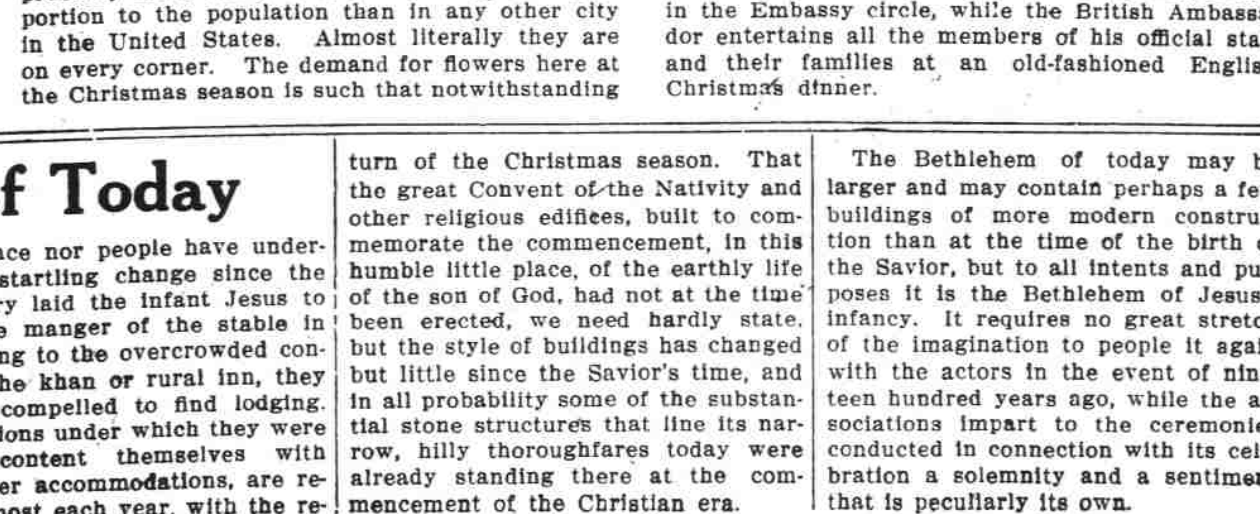 portion to the population than in any other city
in the United States. Almost literally they are
on every corner. The demand for flowers here at
the Christmas season is such that notwithstanding
in the Embassy circle, while the British Ambas
dor entertains all the members of his official sta
and their families at an old-fashioned Englis
Christmas dinner.
f Today
nce nor people have under-
startling change since the
ry laid the infant Jesus to
e manger of the stable in
ng to the overcrowded con-
he khan or rural inn, they
compelled to find lodging.
ions under which they were
content themselves with
er accommodations, are re-
most each year, with the re-
turn of the Christmas season. That
the great Convent of the Nativity and
other religious edifices, built to com-
memorate the commencement, in this
humble little place, of the earthly life
of the son of God, had not at the time
been erected, we need hardly state,
but the style of buildings has changed
but little since the Savior's time, and
in all probability some of the substan-
tial stone structures that line its nar-
row, hilly thoroughfares today were
already standing there at the com-
mencement of the Christian era.
The Bethlehem of today may
larger and may contain perhaps a fe
buildings of more modern constru
tion than at the time of the birth
the Savior, but to all intents and pu
poses it is the Bethlehem of Jesus
infancy. It requires no great stretc
of the imagination to people it agai
with the actors in the event of nin
teen hundred years ago, while the a
sociations impart to the ceremonie
conducted in connection with its cel
bration a solemnity and a sentimen
that is peculiarly its own.